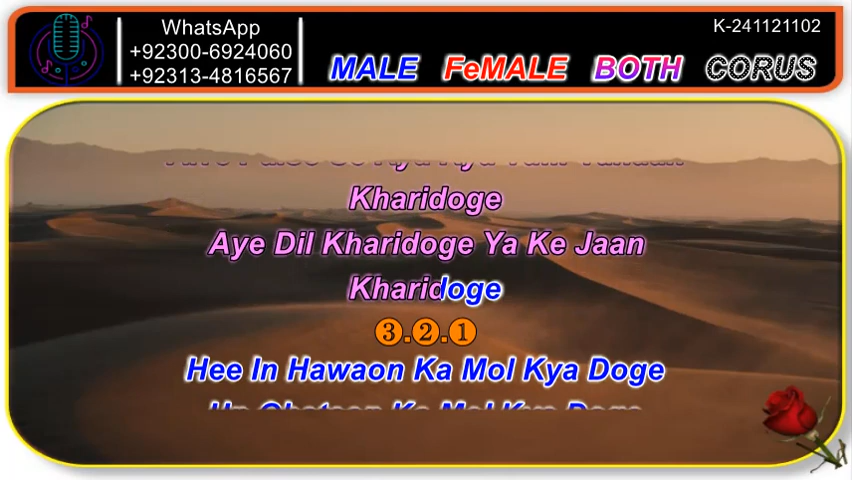 WhatsApp
+92300-6924060
+92313-4816567
K-241121102
MALE FeMALE BOTH CORUS
Kharidoge
Aye Dil Kharidoge Ya Ke Jaan
Kharidoge
3.2.1
Hee In Hawaon Ka Mol Kya Doge